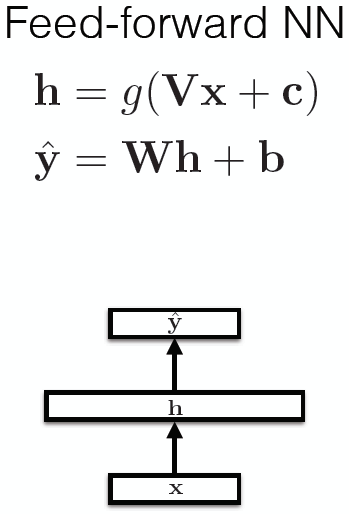 Feed-forward NN
h = g(Vx + c)
ŷ = Wh + b
ŷ
h
x